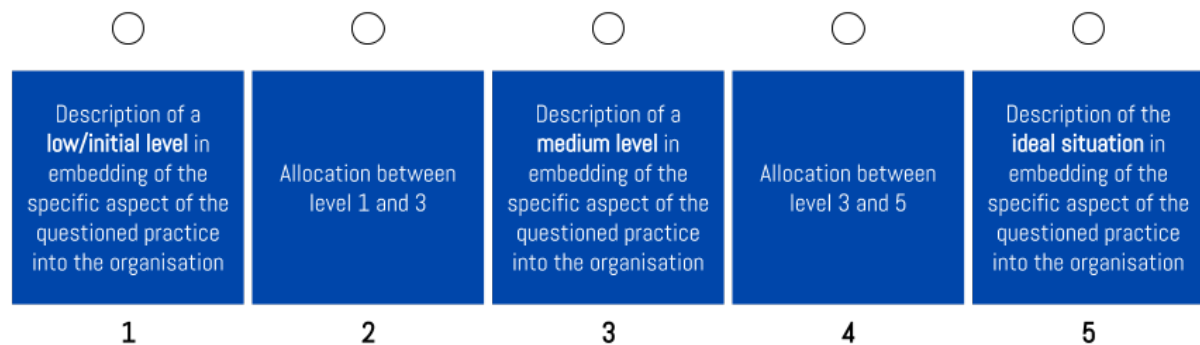 Description of a
low/initial level in
embedding of the
specific aspect of the
questioned practice
into the organisation
Allocation between
level 1 and 3
Description of a
medium level in
embedding of the
specific aspect of the
questioned practice
into the organisation
Allocation between
level 3 and 5
Description of the
ideal situation in
embedding of the
specific aspect of the
questioned practice
into the organisation
1
2
3
4
5